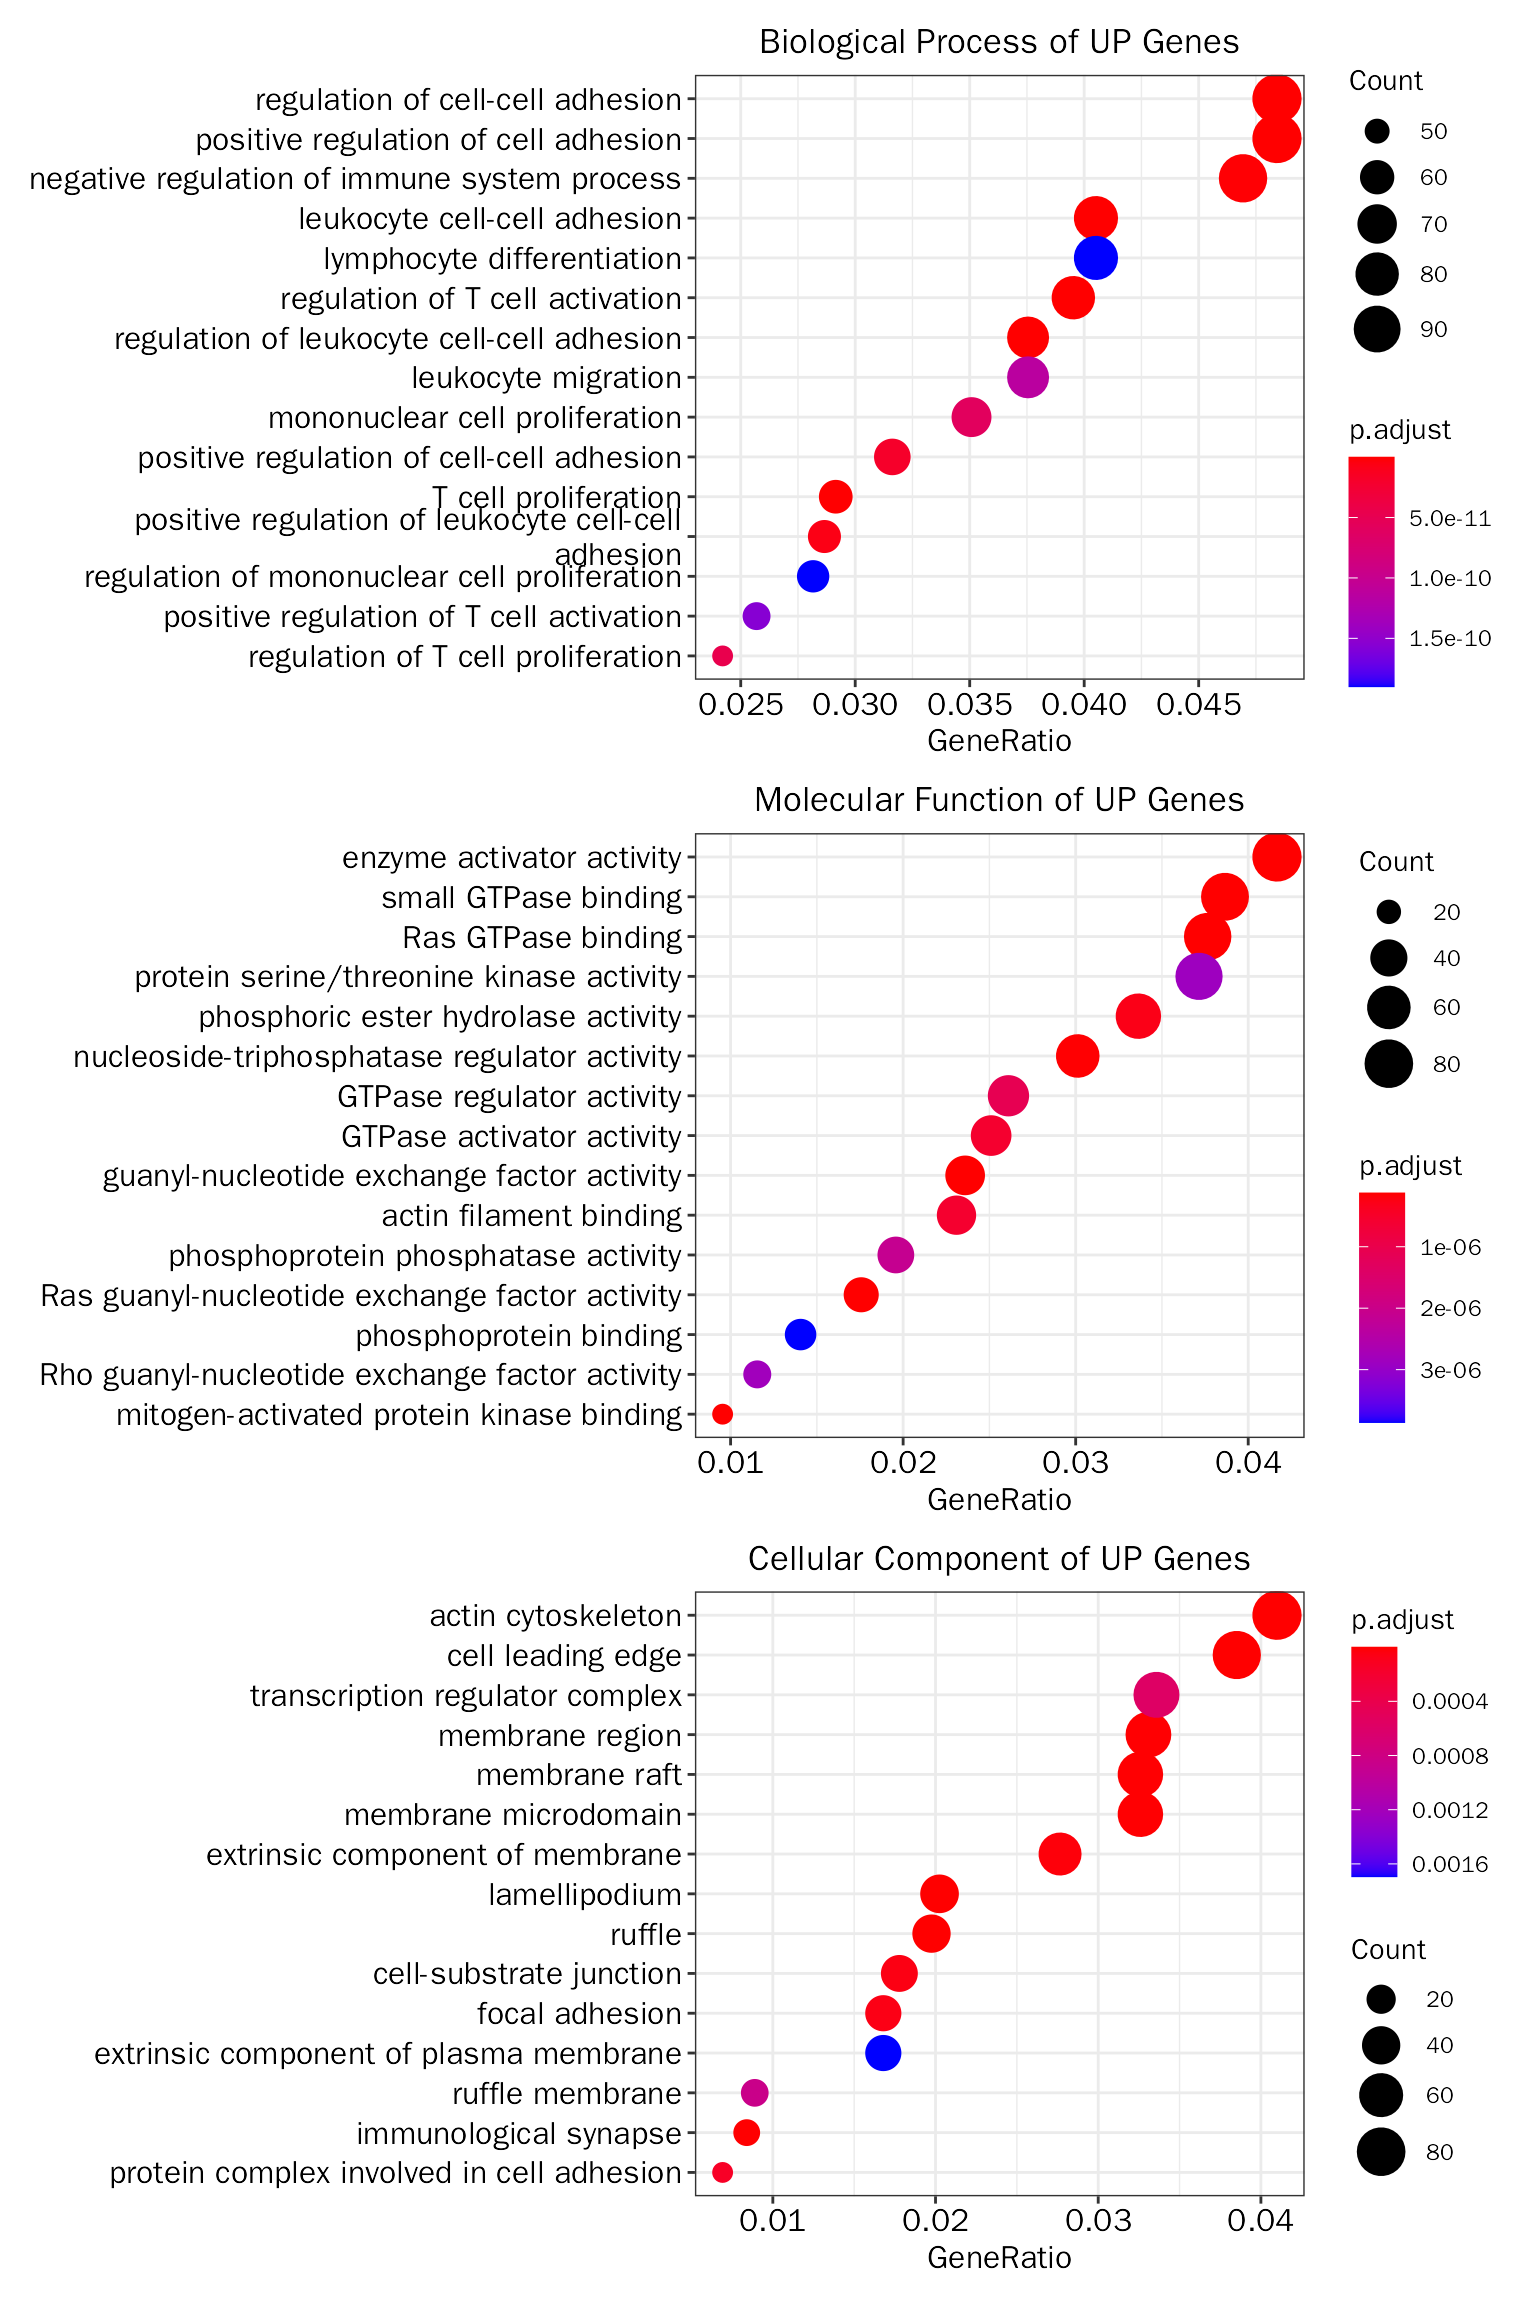 Biological Process of UP Genes
regulation of cell-cell adhesion
positive regulation of cell adhesion
negative regulation of immune system process
leukocyte cell-cell adhesion
lymphocyte differentiation
regulation of T cell activation
regulation of leukocyte cell-cell adhesion
leukocyte migration
mononuclear cell proliferation
positive regulation of cell-cell adhesion
T cell proliferation
positive regulation of leukocyte cell-cell
adhesion
regulation of mononuclear cell proliferation
positive regulation of T cell activation
regulation of T cell proliferation
0.025 0.030 0.035 0.040 0.045
GeneRatio
Count
50
60
70
80
90
p.adjust
5.0e-11
1.0e-10
1.5e-10
Molecular Function of UP Genes
enzyme activator activity
small GTPase binding
Ras GTPase binding
protein serine/threonine kinase activity
phosphoric ester hydrolase activity
nucleoside-triphosphatase regulator activity
GTPase regulator activity
GTPase activator activity
guanyl-nucleotide exchange factor activity
actin filament binding
phosphoprotein phosphatase activity
Ras guanyl-nucleotide exchange factor activity
phosphoprotein binding
Rho guanyl-nucleotide exchange factor activity
mitogen-activated protein kinase binding
0.01 0.02 0.03 0.04
GeneRatio
Count
20
40
60
80
p.adjust
1e-06
2e-06
3e-06
Cellular Component of UP Genes
actin cytoskeleton
cell leading edge
transcription regulator complex
membrane region
membrane raft
membrane microdomain
extrinsic component of membrane
lamellipodium
ruffle
cell-substrate junction
focal adhesion
extrinsic component of plasma membrane
ruffle membrane
immunological synapse
protein complex involved in cell adhesion
0.01 0.02 0.03 0.04
GeneRatio
p.adjust
0.0004
0.0008
0.0012
0.0016
Count
20
40
60
80